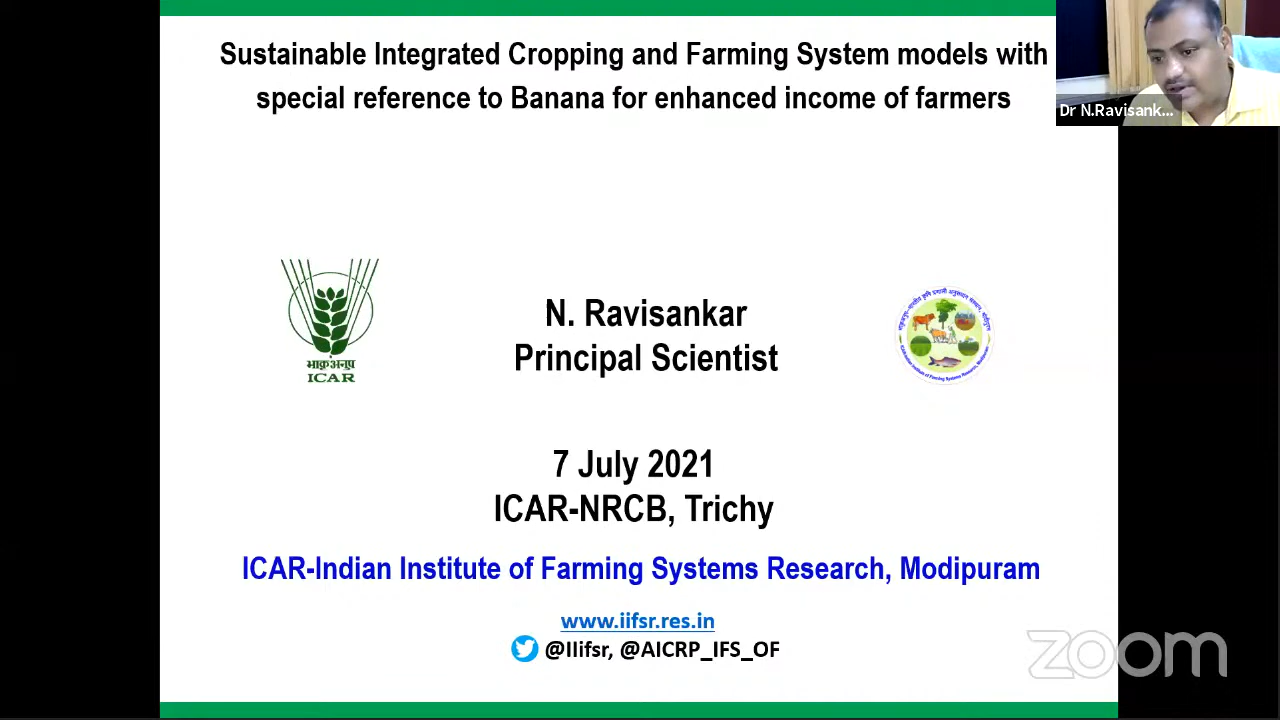 Sustainable Integrated Cropping and Farming System models with
special reference to Banana for enhanced income of farmers
Dr N.Ravisank...
भाकृअनुप
ICAR
N. Ravisankar
Principal Scientist
7 July 2021
ICAR-NRCB, Trichy
ICAR-Indian Institute of Farming Systems Research, Modipuram
www.iifsr.res.in
@IIifsr, @AICRP_IFS_OF
zoom